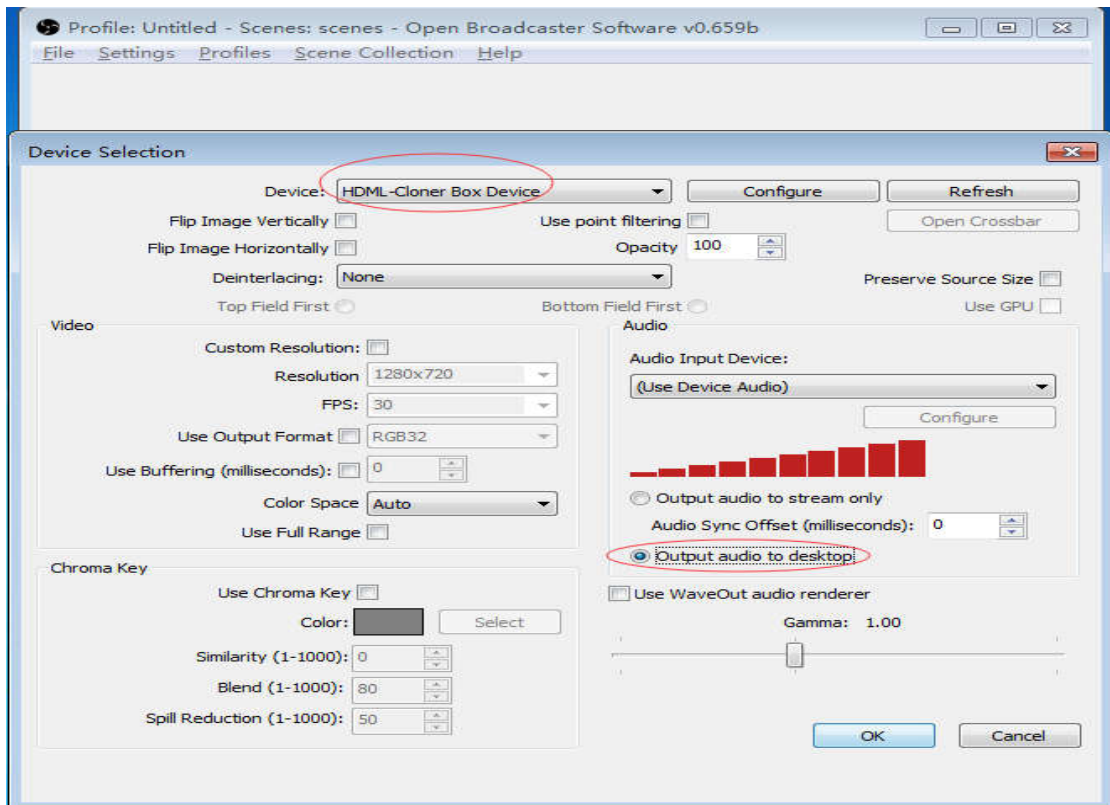 Profile: Untitled - Scenes: scenes - Open Broadcaster Software v0.659b
File Settings Profiles Scene Collection Help
Device Selection
Device: HDML-Cloner Box Device Configure Refresh
Flip Image Vertically Use point filtering Open Crossbar
Flip Image Horizontally Opacity 100
Deinterlacing: None Preserve Source Size
Top Field First Bottom Field First Use GPU
Video
Custom Resolution:
Resolution 1280x720
FPS: 30
Use Output Format RGB32
Use Buffering (milliseconds): 0
Color Space Auto
Use Full Range
Audio
Audio Input Device:
(Use Device Audio)
Configure
Output audio to stream only
Audio Sync Offset (milliseconds): 0
Output audio to desktop
Chroma Key
Use Chroma Key
Color: Select
Similarity (1-1000): 0
Blend (1-1000): 80
Spill Reduction (1-1000): 50
Use WaveOut audio renderer
Gamma: 1.00
OK Cancel